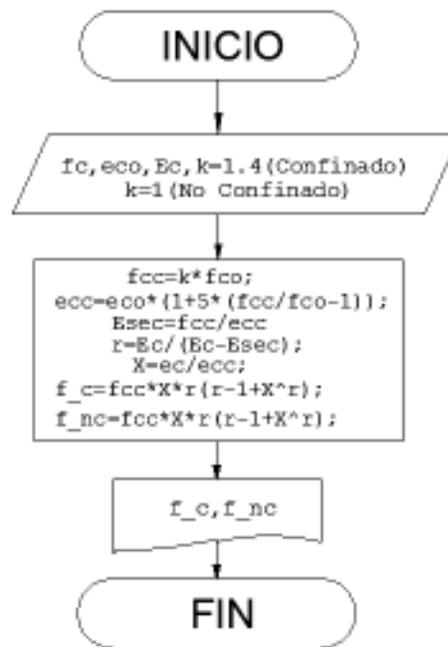 INICIO
fc,eco,Ec,k=1.4(Confinado)
k=1(No Confinado)
fcc=k*fco;
ecc=eco*(1+5*(fcc/fco-1));
Esec=fcc/ecc
r=Ec/(Ec-Esec);
X=ec/ecc;
f_c=fcc*X*r(r-1+X^r);
f_nc=fcc*X*r(r-1+X^r);
f_c,f_nc
FIN